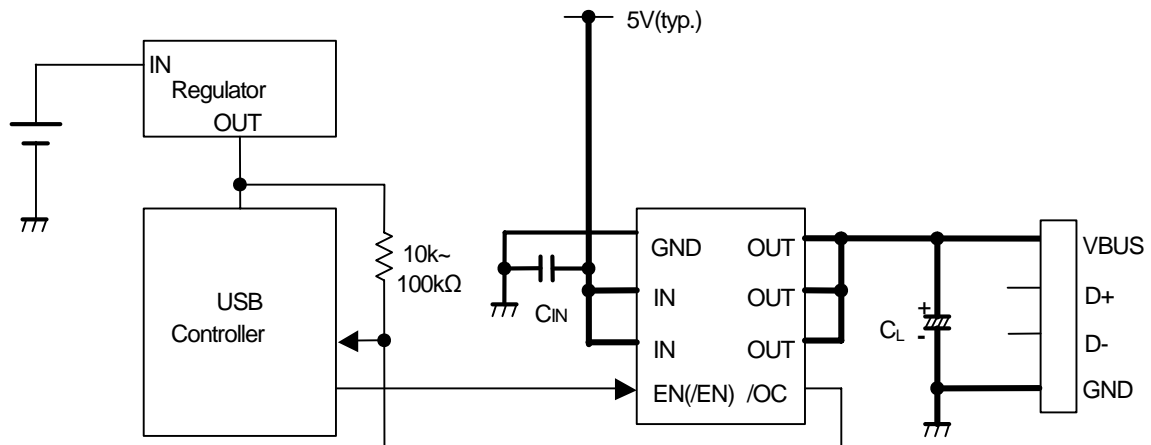 5V(typ.)
IN
Regulator
OUT
10k~
100kΩ
USB
Controller
CIN
GND OUT
IN OUT
IN OUT
EN(/EN) /OC
+
CL
-
VBUS
D+
D-
GND